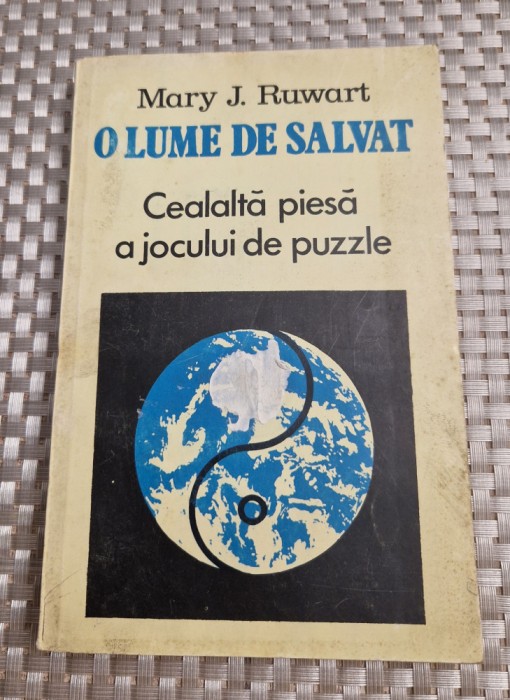 Mary J. Ruwart
O LUME DE SALVAT
Cealaltă piesă
a jocului de puzzle